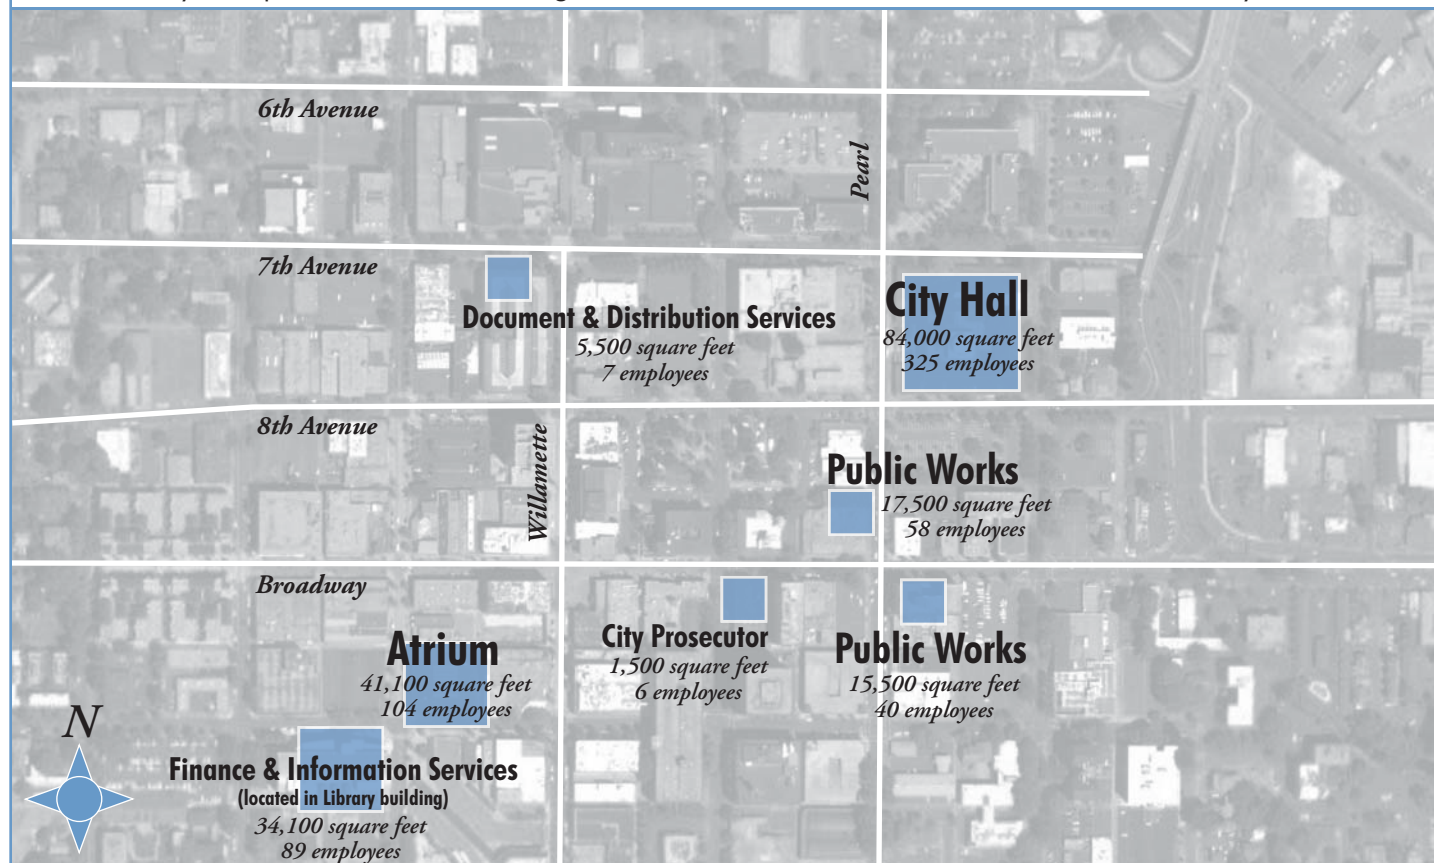 6th Avenue
Pearl
7th Avenue
City Hall
84,000 square feet
325 employees
Document & Distribution Services
5,500 square feet
7 employees
8th Avenue
Willamette
Public Works
17,500 square feet
58 employees
Broadway
Atrium
41,100 square feet
104 employees
City Prosecutor
1,500 square feet
6 employees
Public Works
15,500 square feet
40 employees
N
Finance & Information Services
(located in Library building)
34,100 square feet
89 employees